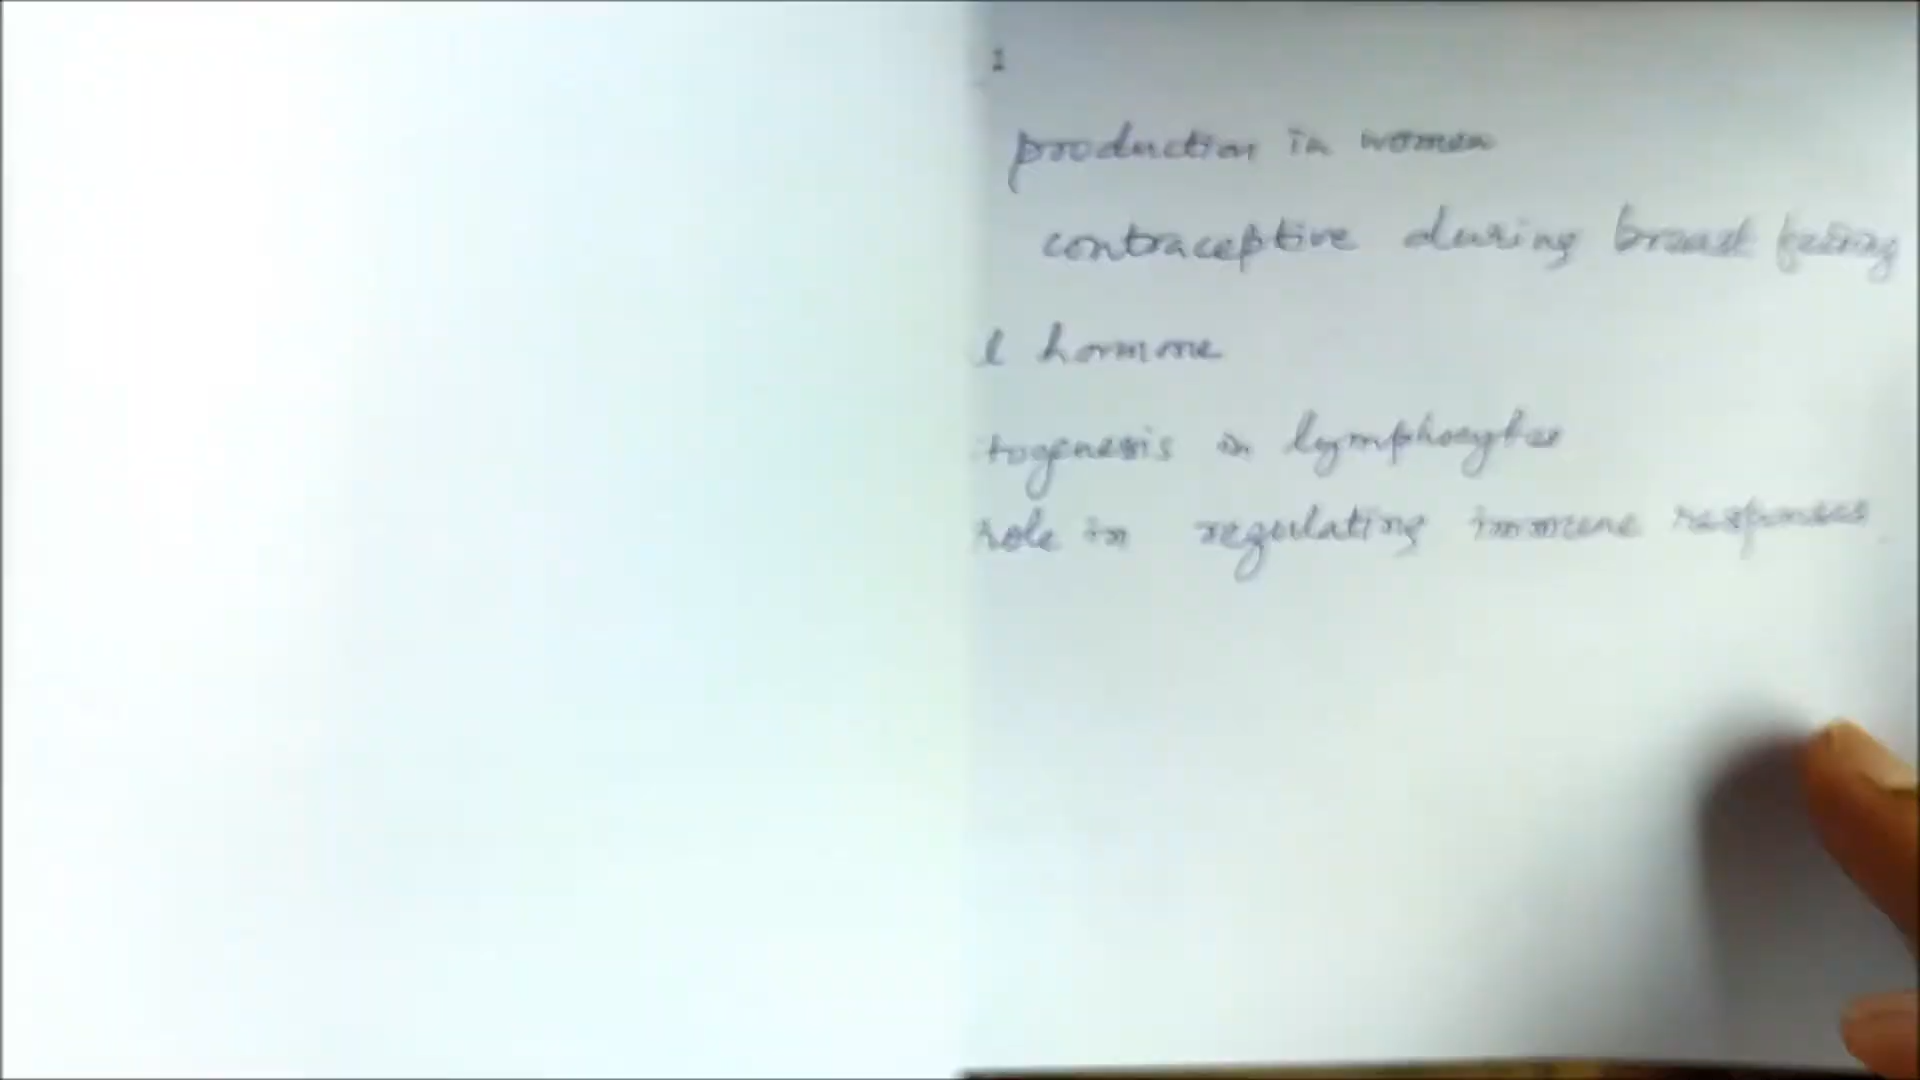 1
production in women
contraceptive during breast feeding
l hormone
togenesis in lymphocytes
role in regulating immune responses